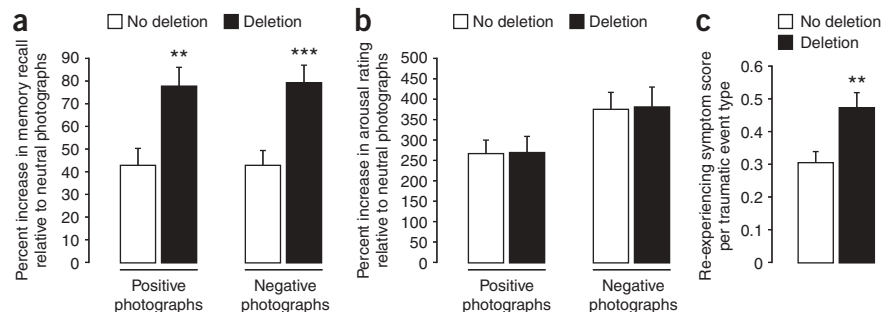 a
No deletion Deletion
Percent increase in memory recall
relative to neutral photographs
90
80
70
60
50
40
30
20
10
0
** ***
Positive
photographs
Negative
photographs
b
No deletion Deletion
Percent increase in arousal rating
relative to neutral photographs
500
450
400
350
300
250
200
150
100
50
0
Positive
photographs
Negative
photographs
c
No deletion
Deletion
Re-experiencing symptom score
per traumatic event type
0.6
0.5
0.4
0.3
0.2
0.1
0
**